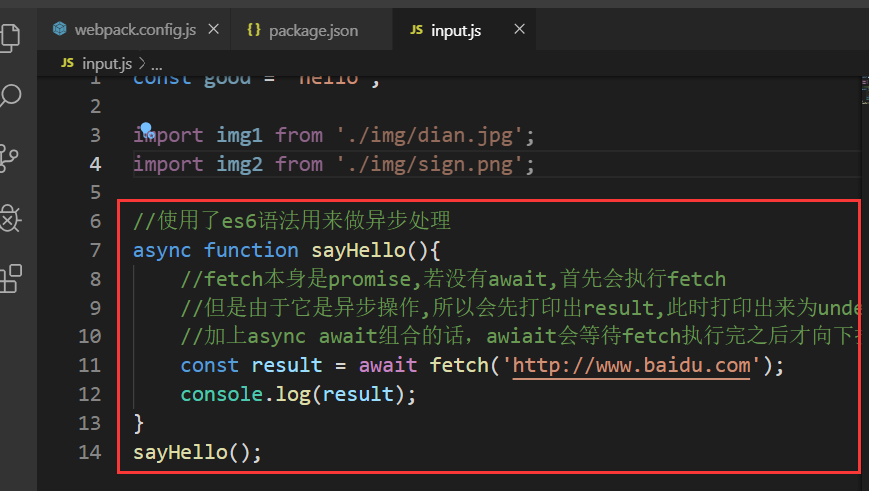 webpack.config.js
{} package.json
JS input.js
JS input.js > ...
1 const good = 'hello';
2
3 import img1 from './img/dian.jpg';
4 import img2 from './img/sign.png';
5
6 //使用了es6语法用来做异步处理
7 async function sayHello(){
8 //fetch本身是promise,若没有await,首先会执行fetch
9 //但是由于它是异步操作,所以会先打印出result,此时打印出来为unde
10 //加上async await组合的话，awiait会等待fetch执行完之后才向下
11 const result = await fetch('http://www.baidu.com');
12 console.log(result);
13 }
14 sayHello();